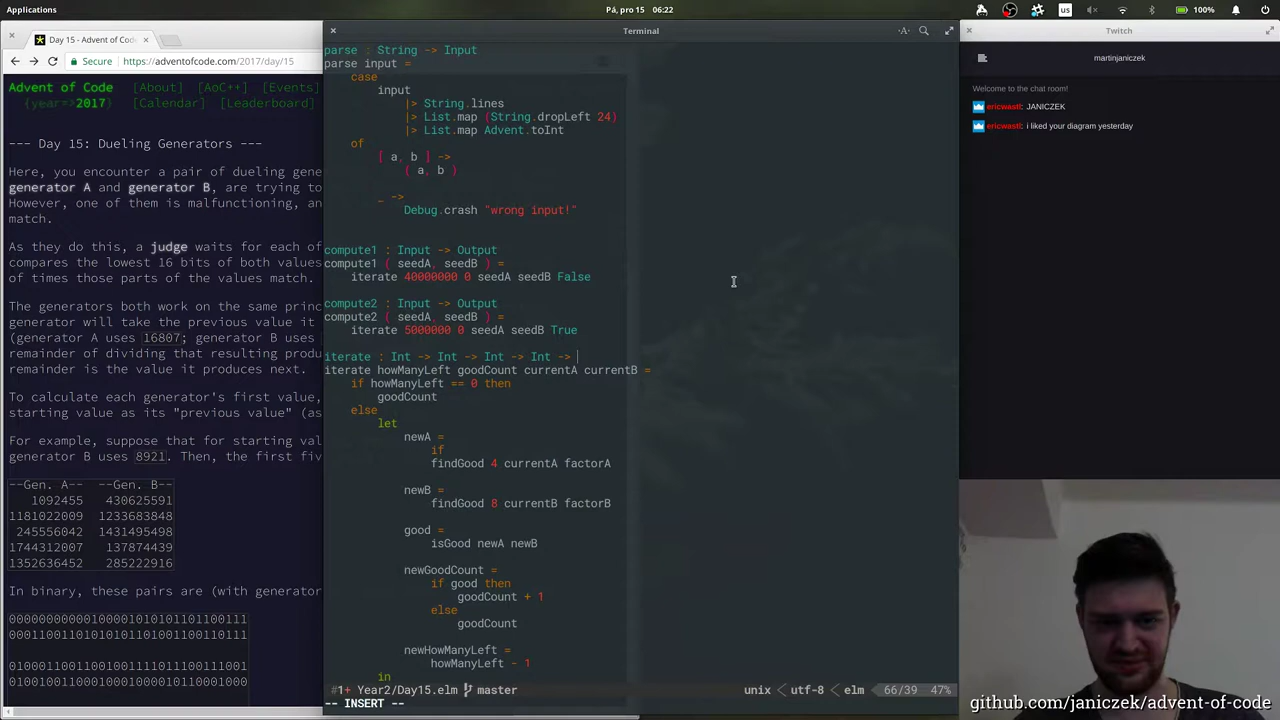 Applications
Pá, pro 15 06:22
us
100%
Day 15 - Advent of Code
Secure
https://adventofcode.com/2017/day/15
Advent of Code
[About]
[AoC++]
[Events]
{year=>2017}
[Calendar]
[Leaderboard]
--- Day 15: Dueling Generators ---
Here, you encounter a pair of dueling gene
generator A and generator B, are trying to
However, one of them is malfunctioning, an
match.
As they do this, a judge waits for each of
compares the lowest 16 bits of both values
of times those parts of the values match.
The generators both work on the same princ
generator will take the previous value it
(generator A uses 16807; generator B uses
remainder of dividing that resulting produ
remainder is the value it produces next.
To calculate each generator's first value,
starting value as its "previous value" (as
For example, suppose that for starting val
generator B uses 8921. Then, the first fiv
--Gen. A-- --Gen. B--
1092455 430625591
1181022009 1233683848
245556042 1431495498
1744312007 137874439
1352636452 285222916
In binary, these pairs are (with generator
00000000000100001010101101100111
00011001101010101101001100110111
01000110011001001111011100111001
01001001100010001000010110001000
Terminal
-A-
parse : String -> Input
parse input =
case
input
|> String.lines
|> List.map (String.dropLeft 24)
|> List.map Advent.toInt
of
[ a, b ] ->
( a, b )
_ ->
Debug.crash "wrong input!"
compute1 : Input -> Output
compute1 ( seedA, seedB ) =
iterate 40000000 0 seedA seedB False
compute2 : Input -> Output
compute2 ( seedA, seedB ) =
iterate 5000000 0 seedA seedB True
iterate : Int -> Int -> Int -> Int ->
iterate howManyLeft goodCount currentA currentB =
if howManyLeft == 0 then
goodCount
else
let
newA =
if
findGood 4 currentA factorA
newB =
findGood 8 currentB factorB
good =
isGood newA newB
newGoodCount =
if good then
goodCount + 1
else
goodCount
newHowManyLeft =
howManyLeft - 1
in
#1+ Year2/Day15.elm master
unix
utf-8
elm
66/39 47%
-- INSERT --
Twitch
martinjaniczek
Welcome to the chat room!
ericwastl: JANICZEK
ericwastl: i liked your diagram yesterday
github.com/janiczek/advent-of-code